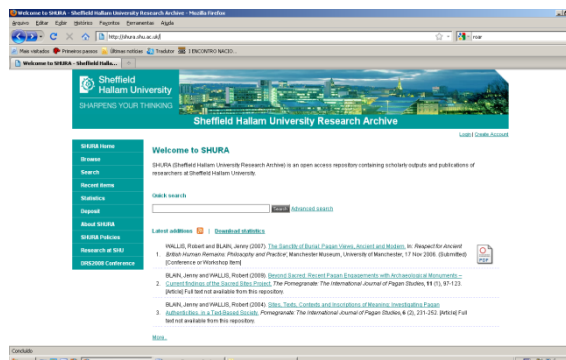 Welcome to SHURA - Sheffield Hallam University Research Archive - Mozilla Firefox
Arquivo Editar Exibir Histórico Favoritos Ferramentas Ajuda
http://shura.shu.ac.uk/
roar
Mais visitados Primeiros passos Últimas notícias Tradutor I ENCONTRO NACIO...
Welcome to SHURA - Sheffield Halla...
Sheffield
Hallam University
SHARPENS YOUR THINKING
Sheffield Hallam University Research Archive
Login | Create Account
SHURA Home
Browse
Search
Recent Items
Statistics
Deposit
About SHURA
SHURA Policies
Research at SHU
DRS2008 Conference
Welcome to SHURA
SHURA (Sheffield Hallam University Research Archive) is an open access repository containing scholarly outputs and publications of
researchers at Sheffield Hallam University.
Quick search
Search Advanced search
Latest additions | Download statistics
WALLIS, Robert and BLAIN, Jenny (2007). The Sanctity of Burial: Pagan Views, Ancient and Modern. In: Respect for Ancient
1. British Human Remains: Philosophy and Practice, Manchester Museum, University of Manchester, 17 Nov 2006. (Submitted)
[Conference or Workshop Item]
PDF
BLAIN, Jenny and WALLIS, Robert (2009). Beyond Sacred: Recent Pagan Engagements with Archaeological Monuments –
2. Current findings of the Sacred Sites Project. The Pomegranate: The International Journal of Pagan Studies, 11 (1), 97-123.
[Article] Full text not available from this repository.
BLAIN, Jenny and WALLIS, Robert (2004). Sites, Texts, Contexts and Inscriptions of Meaning: Investigating Pagan
3. Authenticities, in a Text-Based Society. Pomegranate: The International Journal of Pagan Studies, 6 (2), 231-252. [Article] Full
text not available from this repository.
More..
Concluído